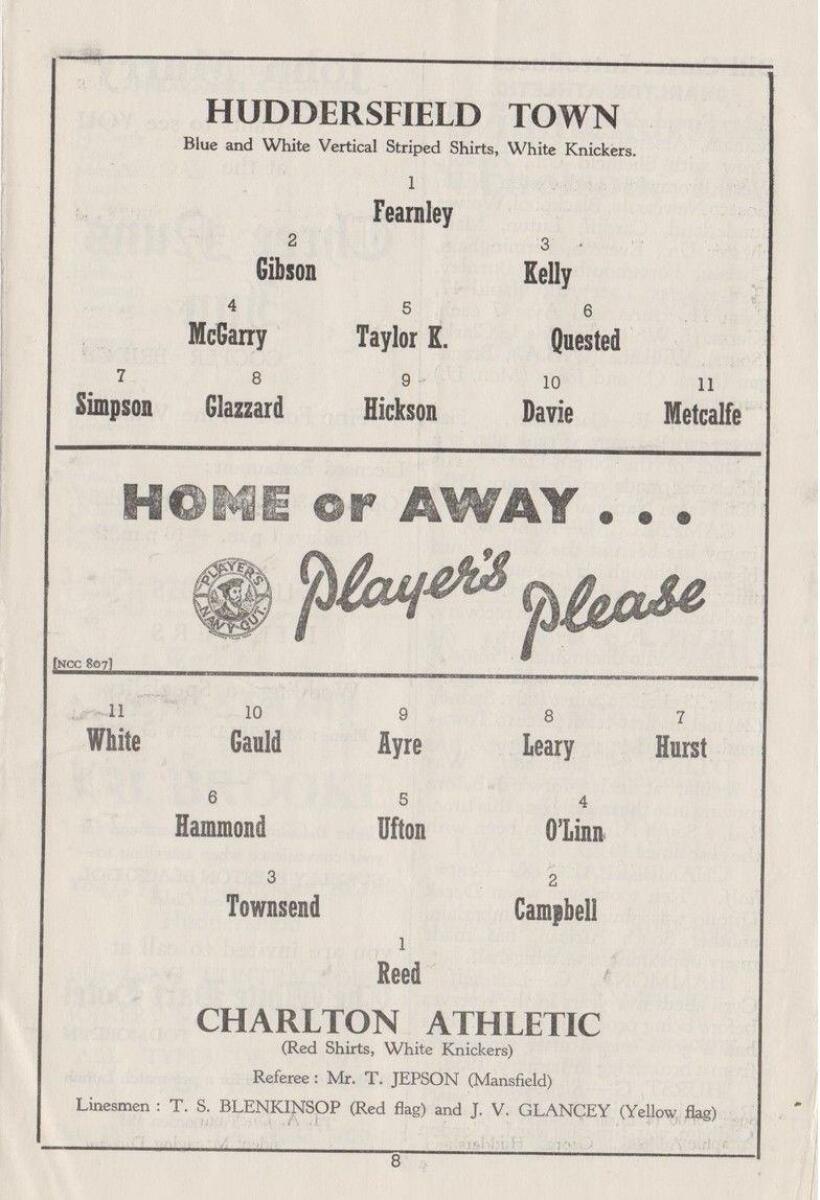 HUDDERSFIELD TOWN
Blue and White Vertical Striped Shirts, White Knickers.
1
Fearnley
2 3
Gibson Kelly
4 5 6
McGarry Taylor K. Quested
7 8 9 10 11
Simpson Glazzard Hickson Davie Metcalfe
HOME or AWAY . . .
PLAYER'S
NAVY CUT.
Player's Please
[NCC 807]
11 10 9 8 7
White Gauld Ayre Leary Hurst
6 5 4
Hammond Ufton O'Linn
3 2
Townsend Campbell
1
Reed
CHARLTON ATHLETIC
(Red Shirts, White Knickers)
Referee : Mr. T. JEPSON (Mansfield)
Linesmen : T. S. BLENKINSOP (Red flag) and J. V. GLANCEY (Yellow flag)
8